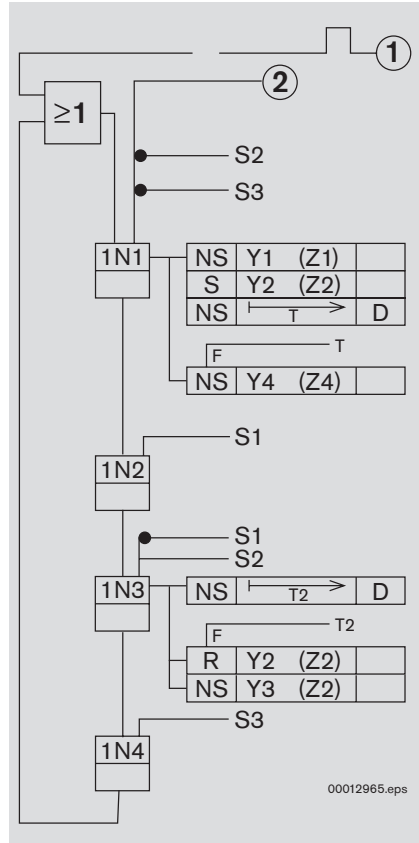 1
2
≥1
S2
S3
1N1
NS Y1 (Z1)
S Y2 (Z2)
NS T D
F T
NS Y4 (Z4)
S1
1N2
S1
S2
1N3
NS T2 D
F T2
R Y2 (Z2)
NS Y3 (Z2)
S3
1N4
00012965.eps